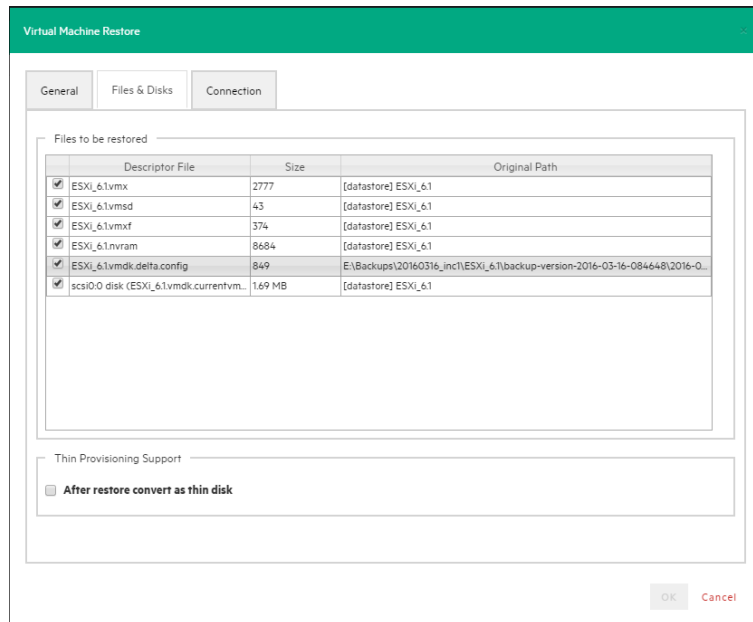 Virtual Machine Restore
General
Files & Disks
Connection
Files to be restored
Descriptor File Size Original Path
ESXi_6.1.vmx 2777 [datastore] ESXi_6.1
ESXi_6.1.vmsd 43 [datastore] ESXi_6.1
ESXi_6.1.vmxf 374 [datastore] ESXi_6.1
ESXi_6.1.nvram 8684 [datastore] ESXi_6.1
ESXi_6.1.vmdk.delta.config 849 E:\Backups\20160316_inc1\ESXi_6.1\backup-version-2016-03-16-084648\2016-0...
scsi0:0 disk (ESXi_6.1.vmdk.currentvm... 1.69 MB [datastore] ESXi_6.1
Thin Provisioning Support
After restore convert as thin disk
OK Cancel